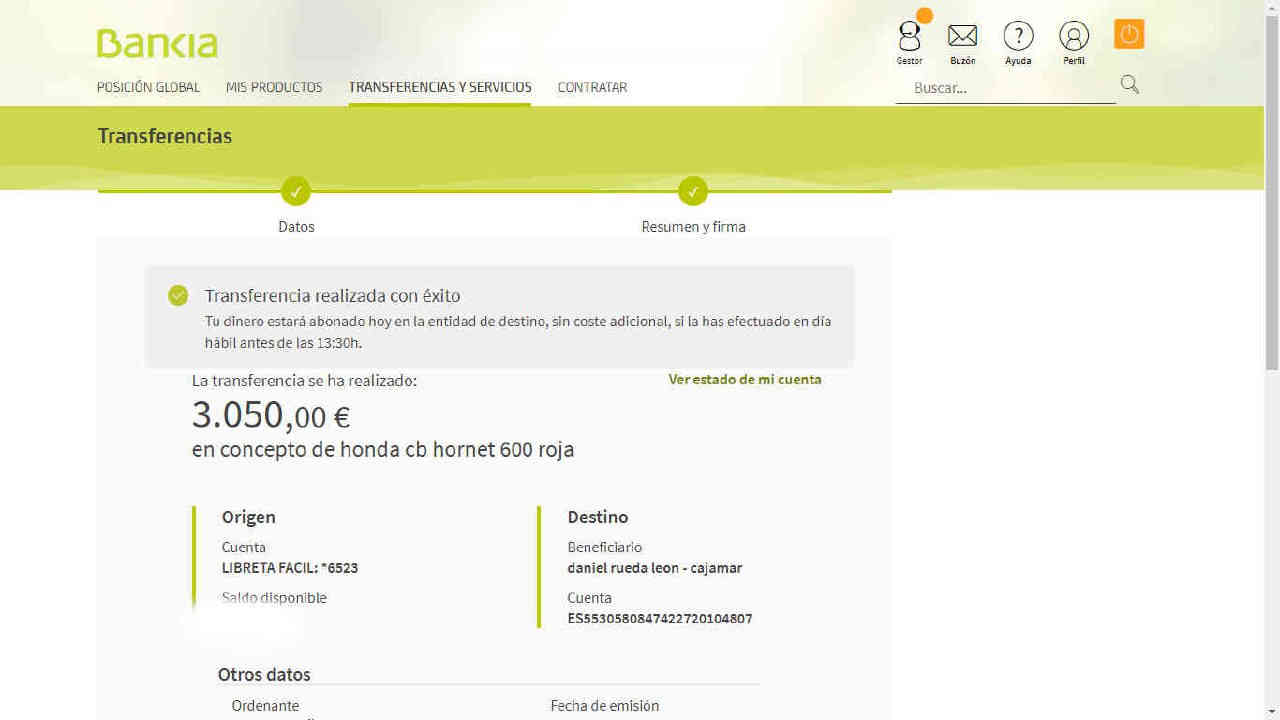 Bankia
Gestor
Buzón
Ayuda
Perfil
POSICIÓN GLOBAL
MIS PRODUCTOS
TRANSFERENCIAS Y SERVICIOS
CONTRATAR
Buscar...
Transferencias
Datos
Resumen y firma
Transferencia realizada con éxito
Tu dinero estará abonado hoy en la entidad de destino, sin coste adicional, si la has efectuado en día
hábil antes de las 13:30h.
La transferencia se ha realizado:
Ver estado de mi cuenta
3.050,00 €
en concepto de honda cb hornet 600 roja
Origen
Cuenta
LIBRETA FACIL: *6523
Saldo disponible
Destino
Beneficiario
daniel rueda leon - cajamar
Cuenta
ES5530580847422720104807
Otros datos
Ordenante
Fecha de emisión